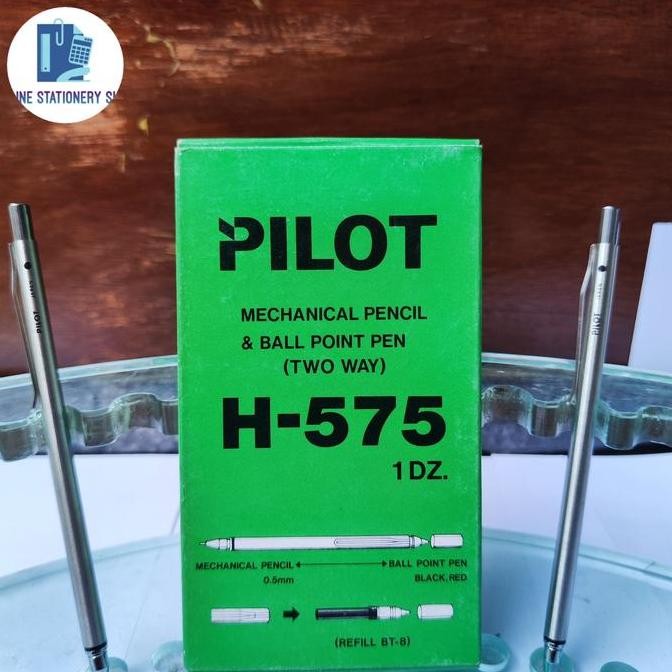 NE STATIONERY S
PILOT
MECHANICAL PENCIL
& BALL POINT PEN
(TWO WAY)
H-575
1 DZ.
MECHANICAL PENCIL
BALL POINT PEN
0.5mm
BLACK, RED
(REFILL BT-8)
PILOT
PILOT